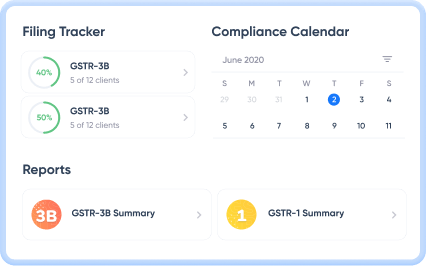 Filing Tracker
40%
GSTR-3B
5 of 12 clients
50%
GSTR-3B
5 of 12 clients
Compliance Calendar
June 2020
S M T W T F S
29 30 31 1 2 3 4
5 6 7 8 9 10 11
Reports
3B
GSTR-3B Summary
1
GSTR-1 Summary